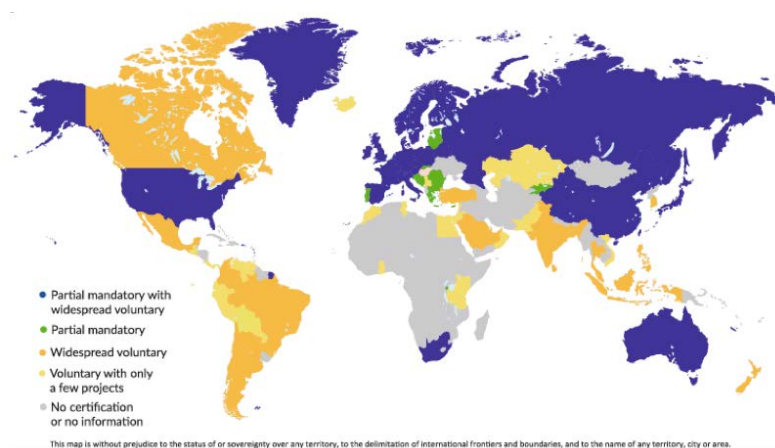 Partial mandatory with
widespread voluntary
Partial mandatory
Widespread voluntary
Voluntary with only
a few projects
No certification
or no information
This map is without prejudice to the status of or sovereignty over any territory, to the delimitation of international frontiers and boundaries, and to the name of any territory, city or area.